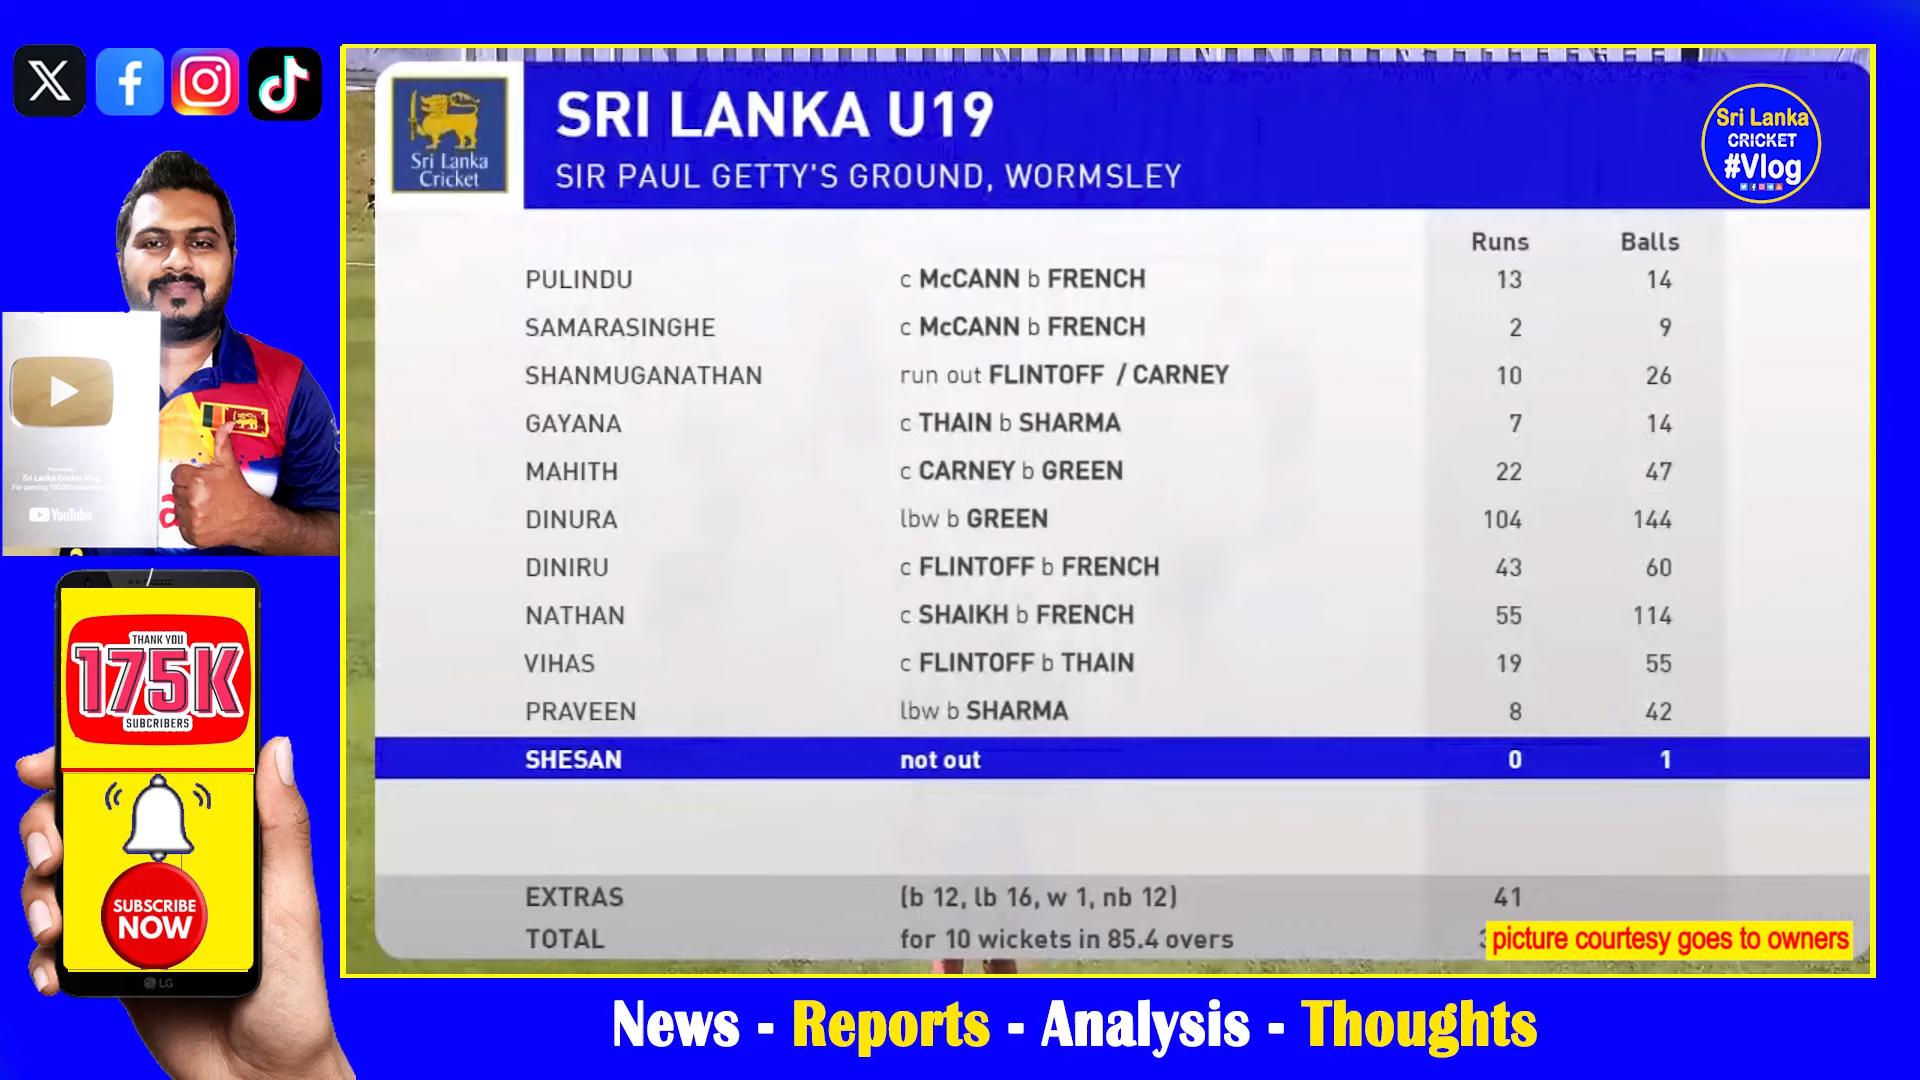 SRI LANKA U19
SIR PAUL GETTY'S GROUND, WORMSLEY
Sri Lanka
Cricket
Sri Lanka
CRICKET
#Vlog
Runs Balls
PULINDU c McCANN b FRENCH 13 14
SAMARASINGHE c McCANN b FRENCH 2 9
SHANMUGANATHAN run out FLINTOFF / CARNEY 10 26
GAYANA c THAIN b SHARMA 7 14
MAHITH c CARNEY b GREEN 22 47
DINURA lbw b GREEN 104 144
DINIRU c FLINTOFF b FRENCH 43 60
NATHAN c SHAIKH b FRENCH 55 114
VIHAS c FLINTOFF b THAIN 19 55
PRAVEEN lbw b SHARMA 8 42
SHESAN not out 0 1
EXTRAS (b 12, lb 16, w 1, nb 12) 41
TOTAL for 10 wickets in 85.4 overs
picture courtesy goes to owners
Sri Lanka Cricket Vlog
YouTube
THANK YOU
175K
SUBCRIBERS
SUBSCRIBE
NOW
LG
News - Reports - Analysis - Thoughts